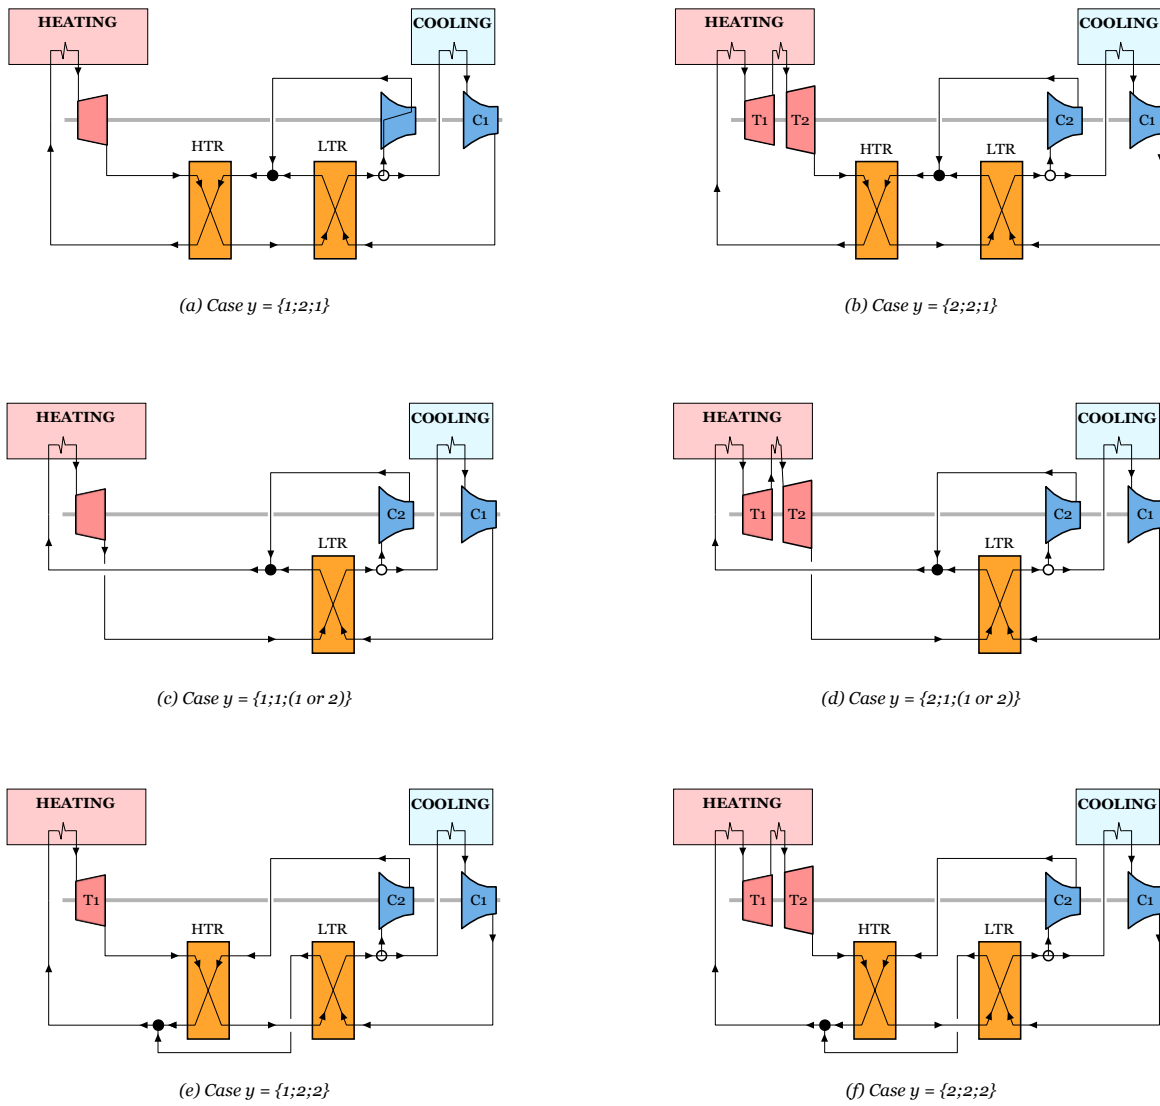 HEATING
COOLING
C1
HTR
LTR
(a) Case y = {1;2;1}
HEATING
COOLING
T1
T2
C2
C1
HTR
LTR
(b) Case y = {2;2;1}
HEATING
COOLING
C2
C1
LTR
(c) Case y = {1;1;(1 or 2)}
HEATING
COOLING
T1
T2
C2
C1
LTR
(d) Case y = {2;1;(1 or 2)}
HEATING
COOLING
T1
C2
C1
HTR
LTR
(e) Case y = {1;2;2}
HEATING
COOLING
T1
T2
C2
C1
HTR
LTR
(f) Case y = {2;2;2}